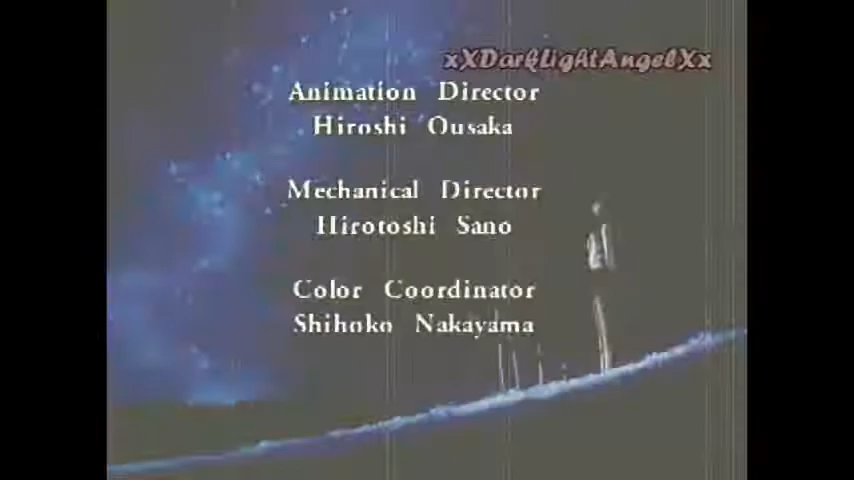 xXDarkLightAngelXx
Animation Director
Hiroshi Ousaka
Mechanical Director
Hirotoshi Sano
Color Coordinator
Shihoko Nakayama